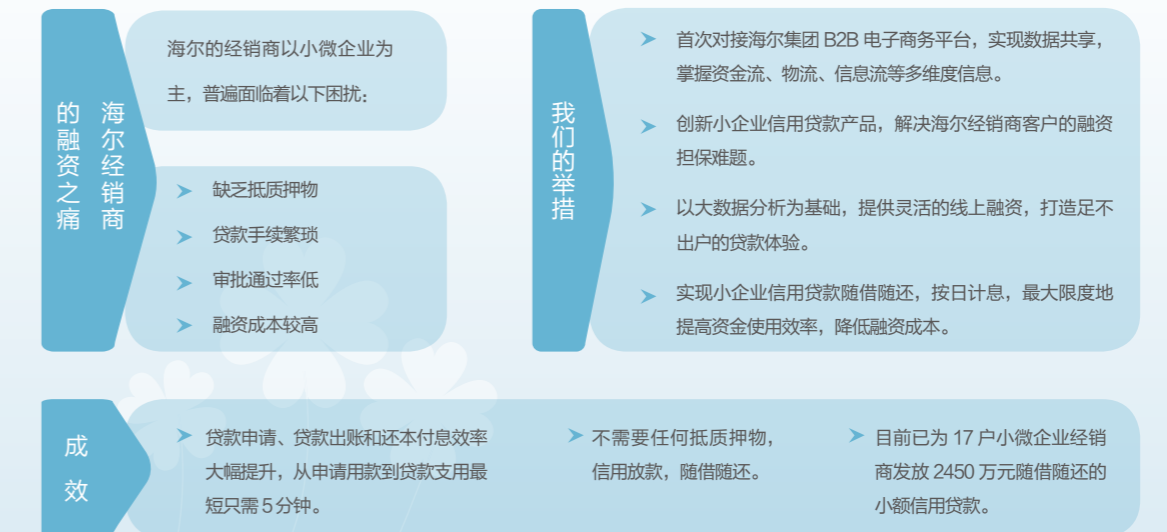 海尔经销商
的融资之痛
海尔的经销商以小微企业为
主，普遍面临着以下困扰：
缺乏抵质押物
贷款手续繁琐
审批通过率低
融资成本较高
我们的举措
首次对接海尔集团 B2B 电子商务平台，实现数据共享，
掌握资金流、物流、信息流等多维度信息。
创新小企业信用贷款产品，解决海尔经销商客户的融资
担保难题。
以大数据分析为基础，提供灵活的线上融资，打造足不
出户的贷款体验。
实现小企业信用贷款随借随还，按日计息，最大限度地
提高资金使用效率，降低融资成本。
成效
贷款申请、贷款出账和还本付息效率
大幅提升，从申请用款到贷款支用最
短只需 5 分钟。
不需要任何抵质押物，
信用放款，随借随还。
目前已为 17 户小微企业经销
商发放 2450 万元随借随还的
小额信用贷款。